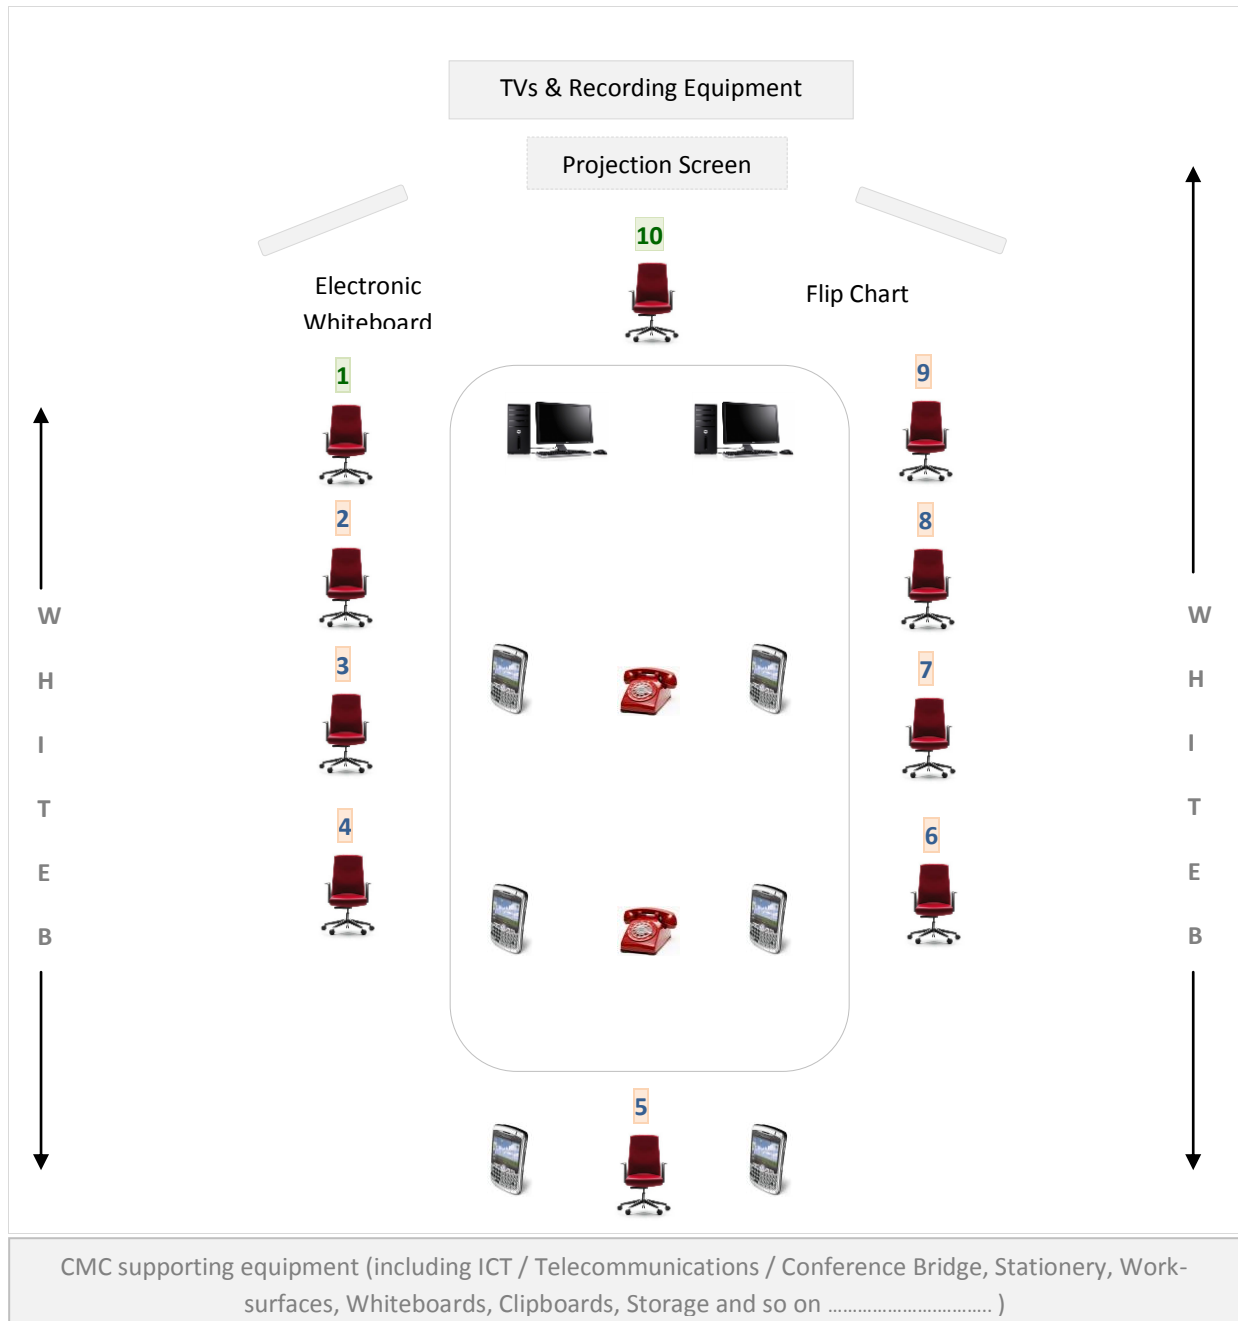 TVs & Recording Equipment
Projection Screen
10
Electronic
Whiteboard
Flip Chart
1
9
2
8
W
W
3
7
H
H
I
I
T
T
4
6
E
E
B
B
5
CMC supporting equipment (including ICT / Telecommunications / Conference Bridge, Stationery, Work-
surfaces, Whiteboards, Clipboards, Storage and so on ................................ )